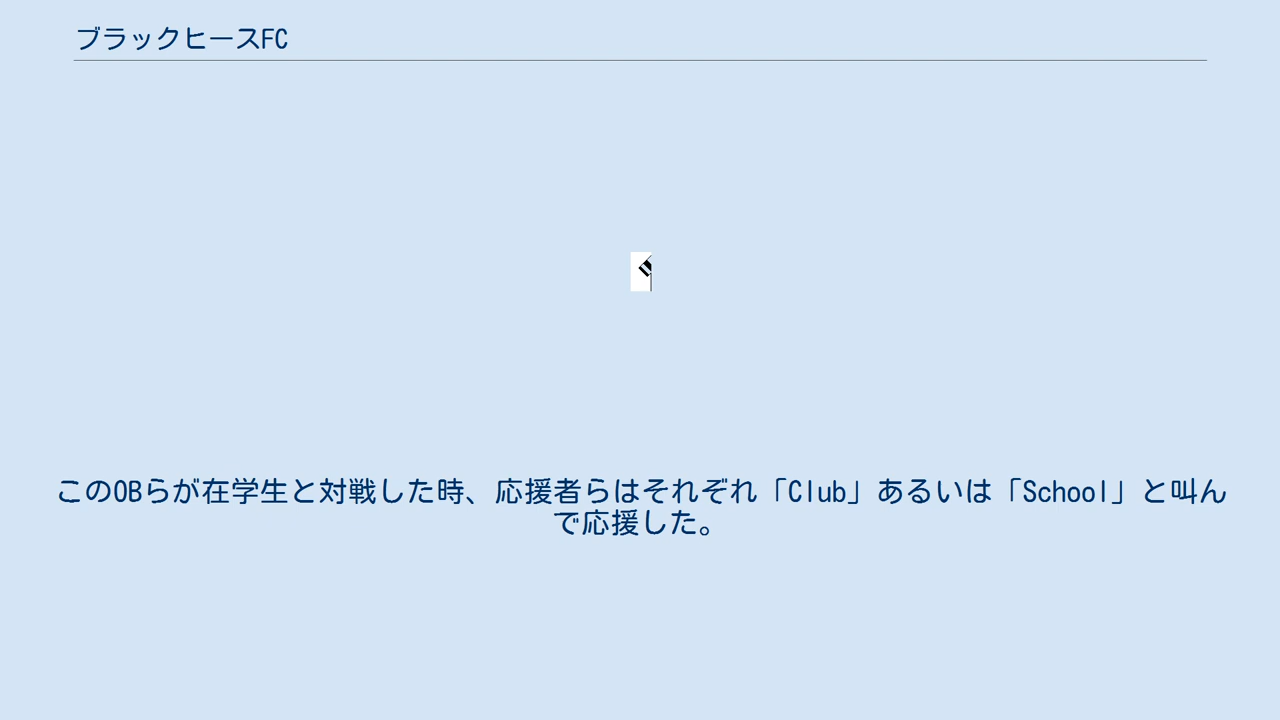 ブラックヒースFC
このOBらが在学生と対戦した時、応援者らはそれぞれ「Club」あるいは「School」と叫ん
で応援した。